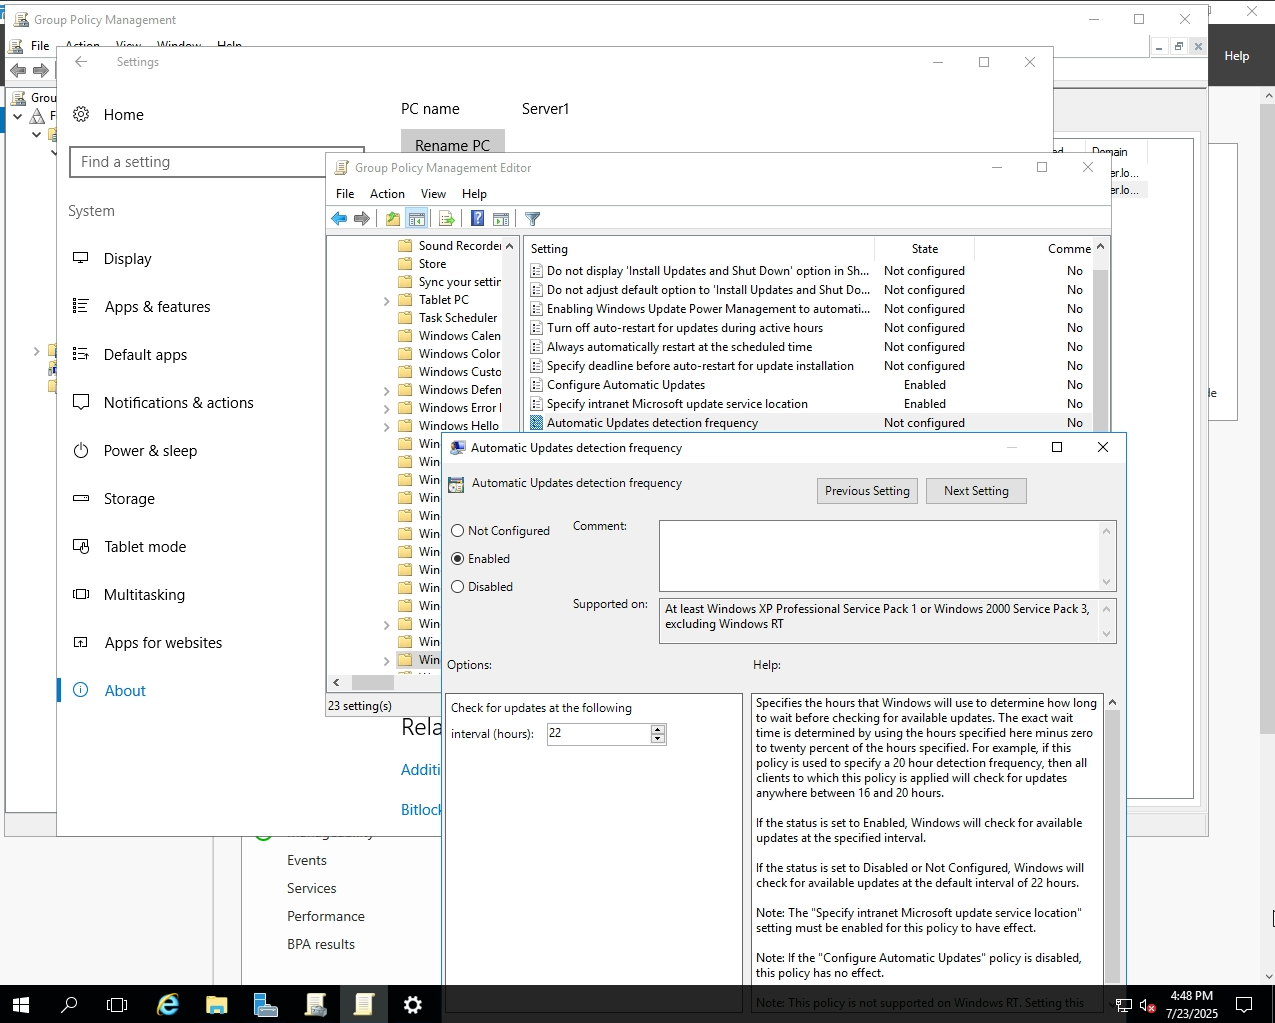 Group Policy Management
File Action View Window Help
Help
Settings
Home
Find a setting
System
Display
Apps & features
Default apps
Notifications & actions
Power & sleep
Storage
Tablet mode
Multitasking
Apps for websites
About
PC name Server1
Rename PC
Domain
Group Policy Management Editor
File Action View Help
Sound Recorder
Store
Sync your settin
Tablet PC
Task Scheduler
Windows Calen
Windows Color
Windows Custo
Windows Defen
Windows Error
Windows Hello
Win
Win
Win
Win
Win
Win
Win
Win
Win
Win
Win
Win
Win
23 setting(s)
Setting State Comme
Do not display 'Install Updates and Shut Down' option in Sh... Not configured No
Do not adjust default option to 'Install Updates and Shut Do... Not configured No
Enabling Windows Update Power Management to automati... Not configured No
Turn off auto-restart for updates during active hours Not configured No
Always automatically restart at the scheduled time Not configured No
Specify deadline before auto-restart for update installation Not configured No
Configure Automatic Updates Enabled No
Specify intranet Microsoft update service location Enabled No
Automatic Updates detection frequency Not configured No
Automatic Updates detection frequency
Automatic Updates detection frequency
Previous Setting Next Setting
Not Configured
Enabled
Disabled
Comment:
Supported on:
At least Windows XP Professional Service Pack 1 or Windows 2000 Service Pack 3,
excluding Windows RT
Options:
Help:
Check for updates at the following
interval (hours): 22
Specifies the hours that Windows will use to determine how long
to wait before checking for available updates. The exact wait
time is determined by using the hours specified here minus zero
to twenty percent of the hours specified. For example, if this
policy is used to specify a 20 hour detection frequency, then all
clients to which this policy is applied will check for updates
anywhere between 16 and 20 hours.
If the status is set to Enabled, Windows will check for available
updates at the specified interval.
If the status is set to Disabled or Not Configured, Windows will
check for available updates at the default interval of 22 hours.
Note: The "Specify intranet Microsoft update service location"
setting must be enabled for this policy to have effect.
Note: If the "Configure Automatic Updates" policy is disabled,
this policy has no effect.
Note: This policy is not supported on Windows RT. Setting this
Rela
Additi
Bitlock
Events
Services
Performance
BPA results
4:48 PM
7/23/2025